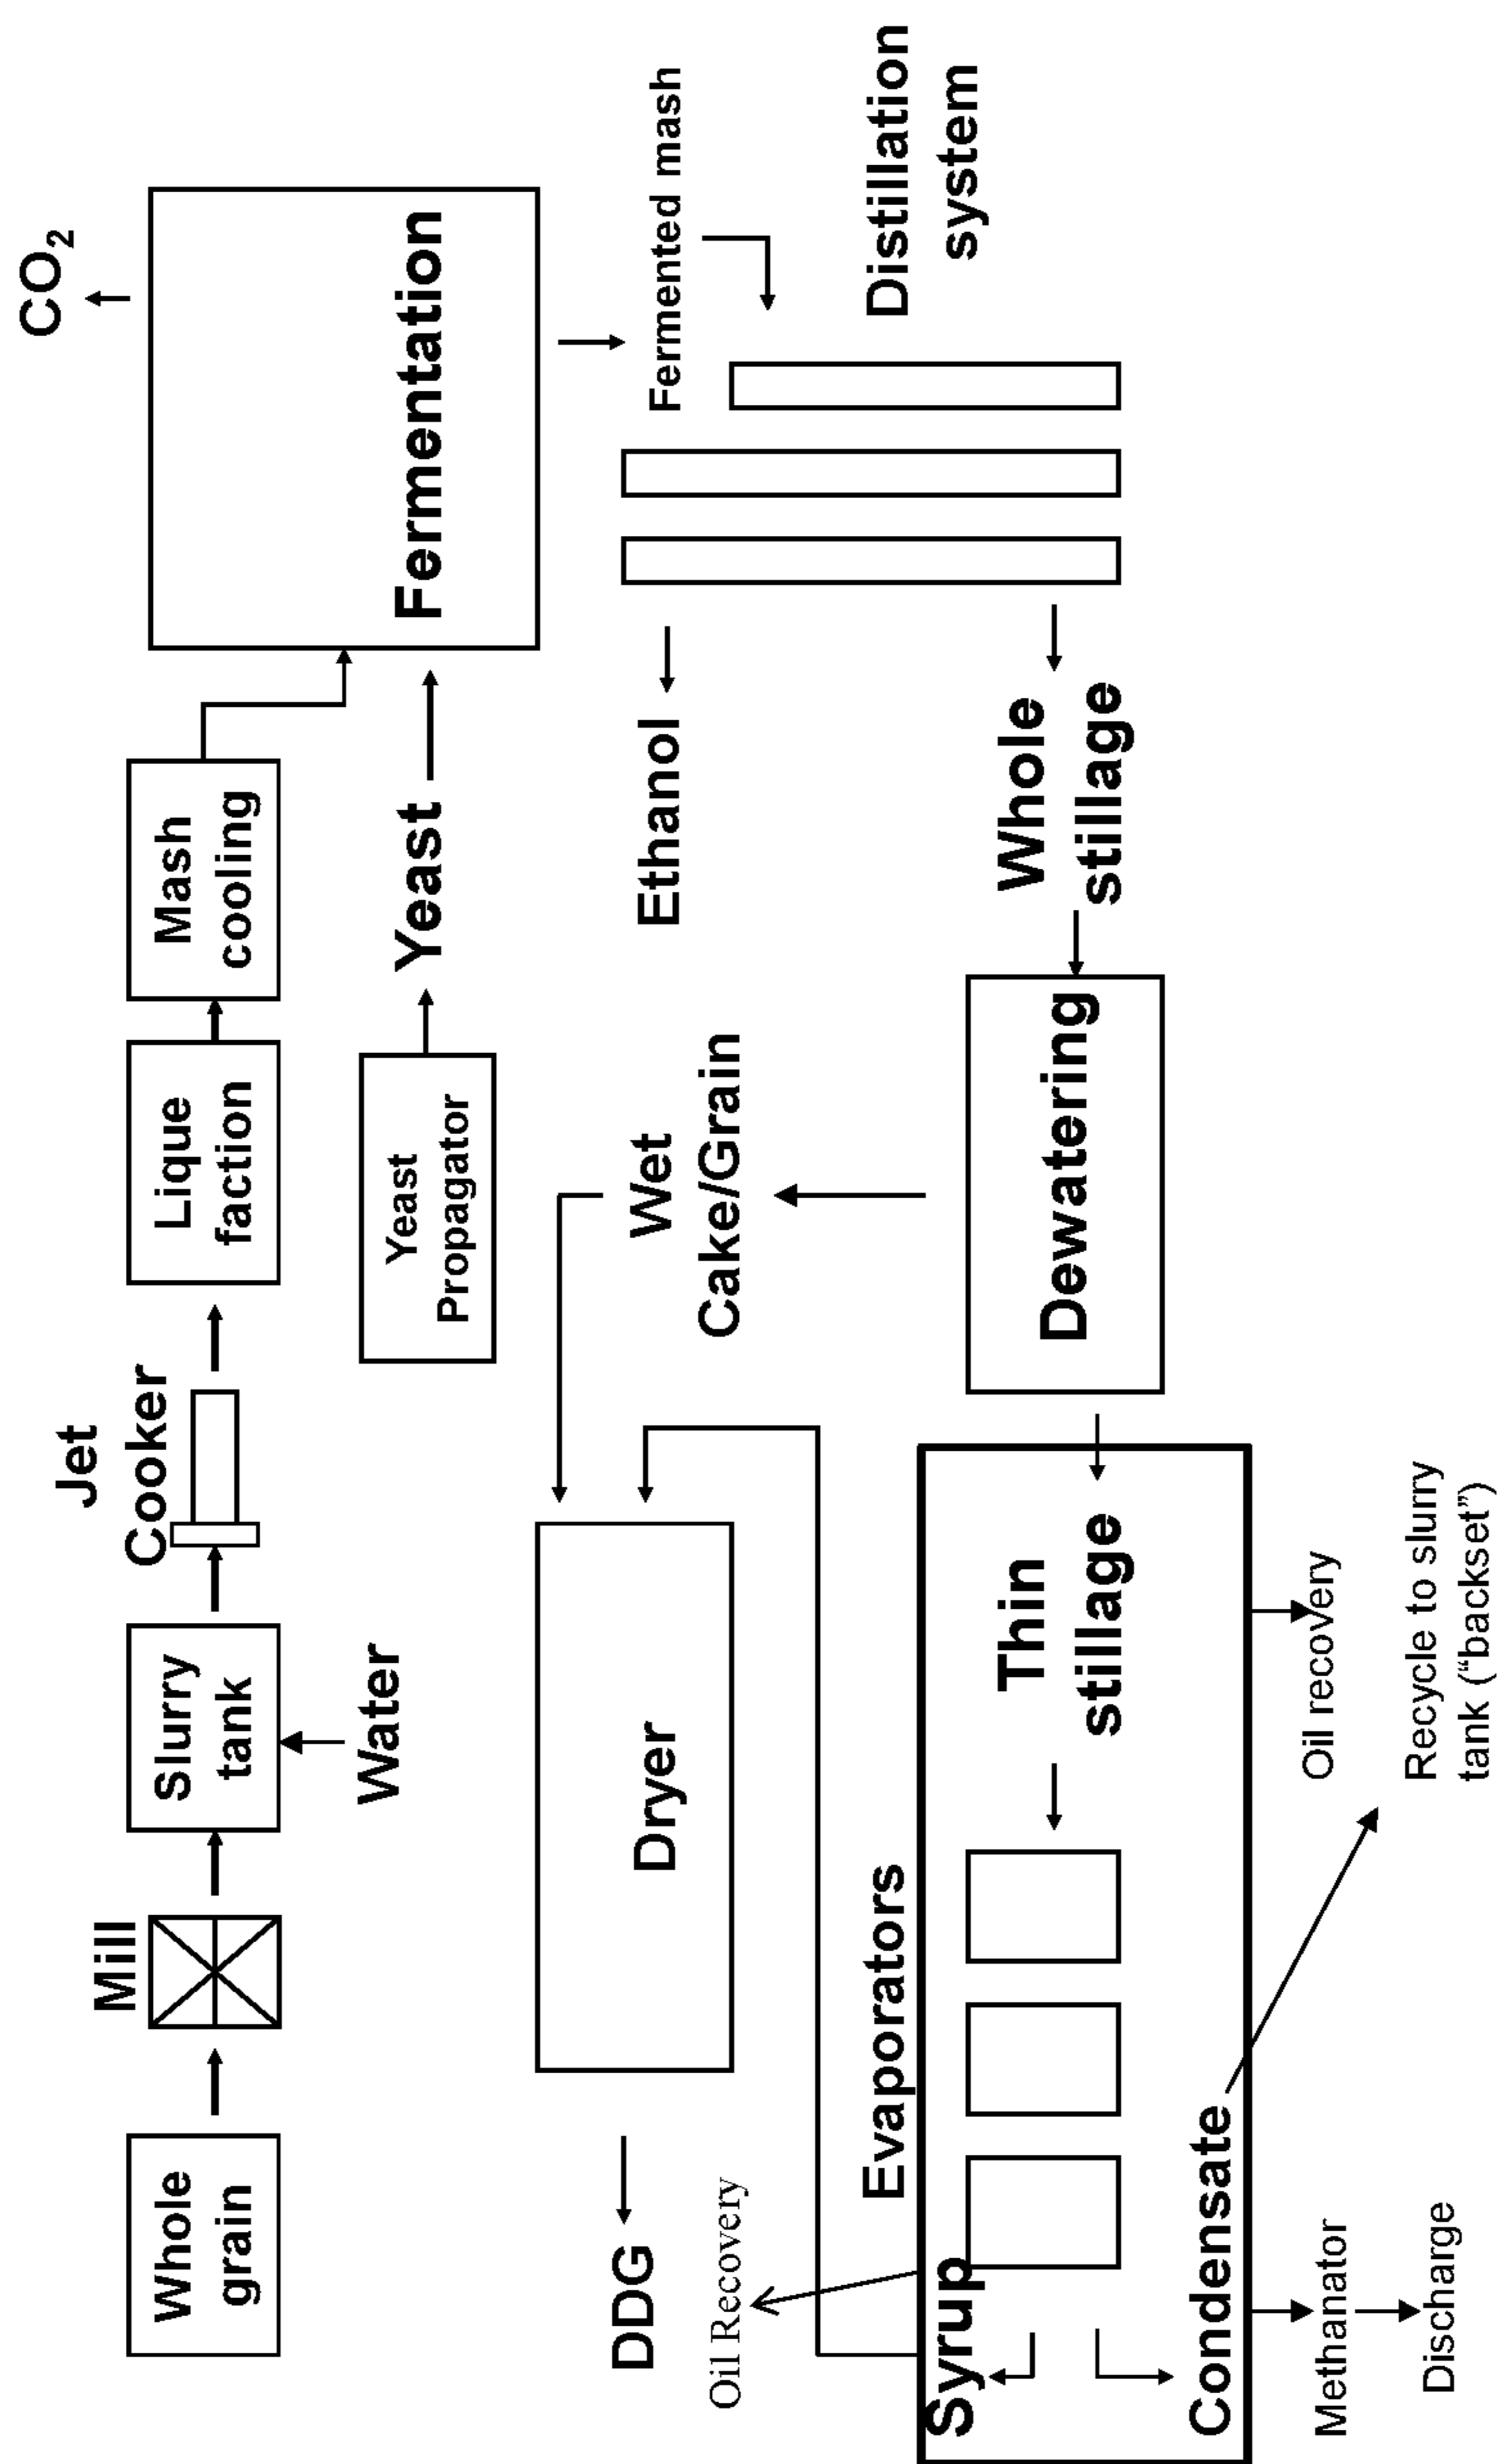 CO2
Jet
Cooker
Mill
Whole
grain
Slurry
tank
Lique
faction
Mash
cooling
Water
Yeast
Propagator
Yeast
Fermentation
Fermented mash
Distillation
system
Ethanol
Whole
stillage
Wet
Cake/Grain
Dewatering
Dryer
DDG
Oil Recovery
Evaporators
Syrup
Thin
stillage
Condensate
Oil recovery
Methanator
Discharge
Recycle to slurry
tank (“backset”)